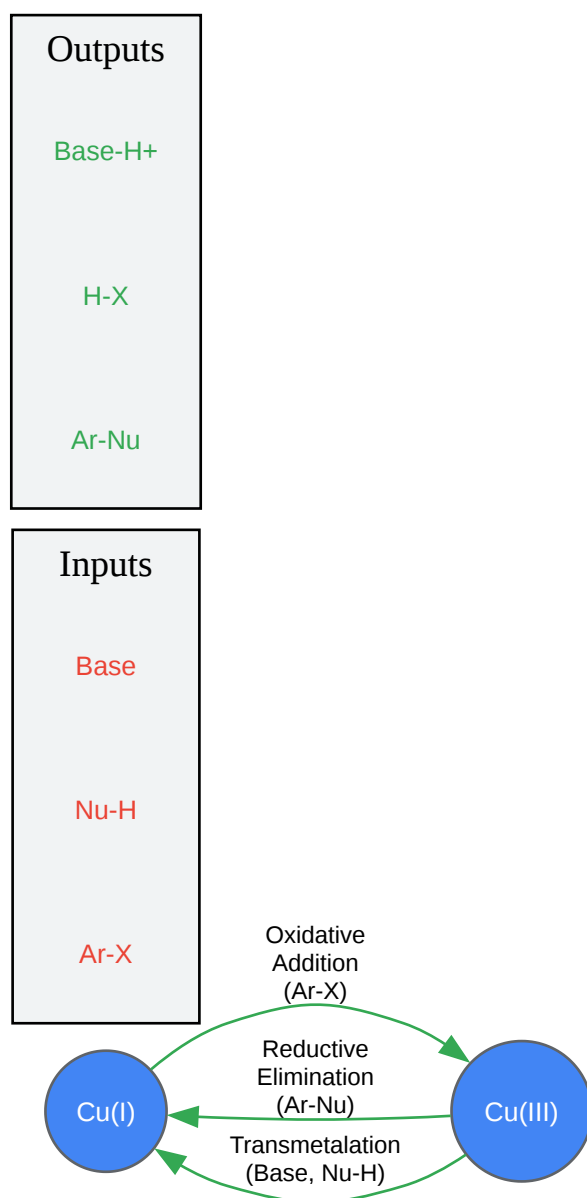 Outputs
Base-H+
H-X
Ar-Nu
Inputs
Base
Nu-H
Ar-X
Oxidative
Addition
(Ar-X)
Reductive
Elimination
(Ar-Nu)
Cu(I)
Cu(III)
Transmetalation
(Base, Nu-H)